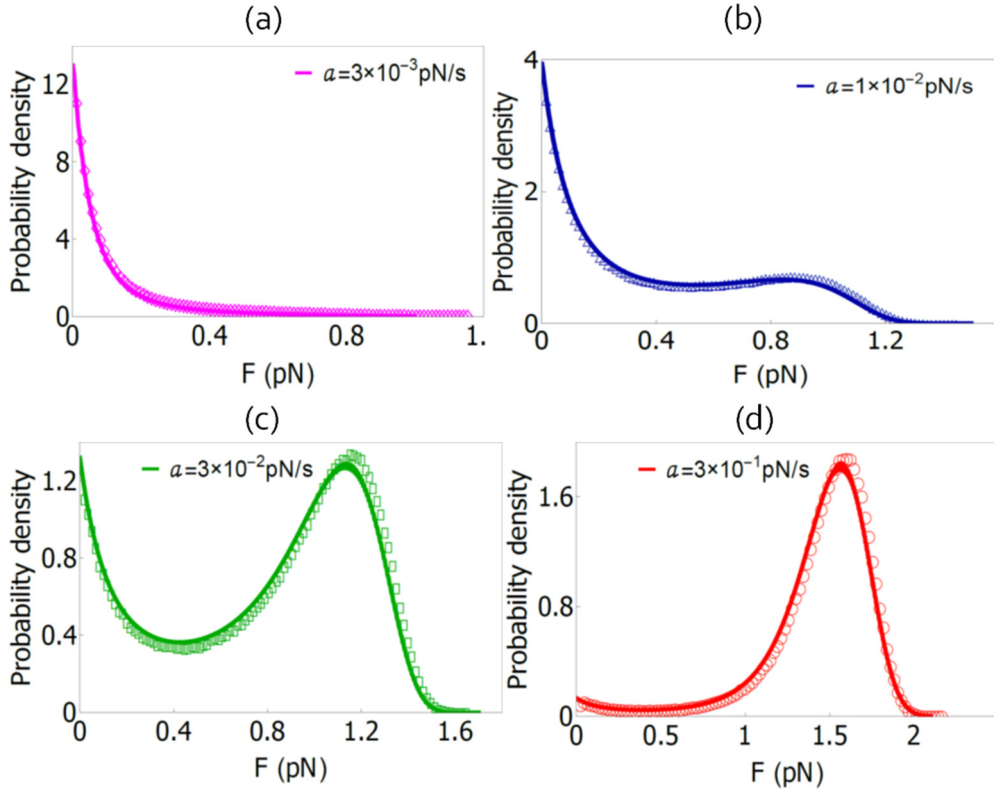 (a)
a=3×10⁻³pN/s
Probability density
12
8
4
0
0.4
0.8
1.
F (pN)
(b)
a=1×10⁻²pN/s
Probability density
4
2
0
0
0.4
0.8
1.2
F (pN)
(c)
a=3×10⁻²pN/s
Probability density
1.2
0.8
0.4
0
0
0.4
0.8
1.2
1.6
F (pN)
(d)
a=3×10⁻¹pN/s
Probability density
1.6
0.8
0
0
0.5
1
1.5
2
F (pN)